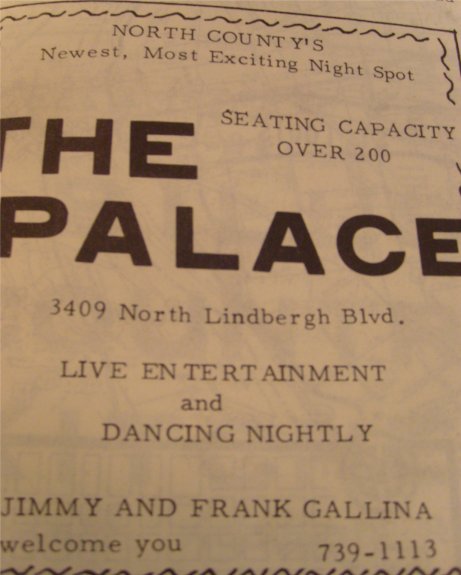 NORTH COUNTY'S
Newest, Most Exciting Night Spot
THE
SEATING CAPACITY
OVER 200
PALACE
3409 North Lindbergh Blvd.
LIVE ENTERTAINMENT
and
DANCING NIGHTLY
JIMMY AND FRANK GALLINA
welcome you 739-1113